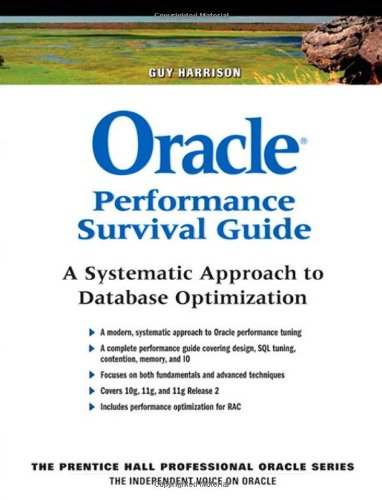 GUY HARRISON
Oracle®
Performance
Survival Guide
A Systematic Approach to
Database Optimization
A modern, systematic approach to Oracle performance tuning
A complete performance guide covering design, SQL tuning,
contention, memory, and IO
Focuses on both fundamentals and advanced techniques
Covers 10g, 11g, and 11g Release 2
Includes performance optimization for RAC
THE PRENTICE HALL PROFESSIONAL ORACLE SERIES
THE INDEPENDENT VOICE ON ORACLE